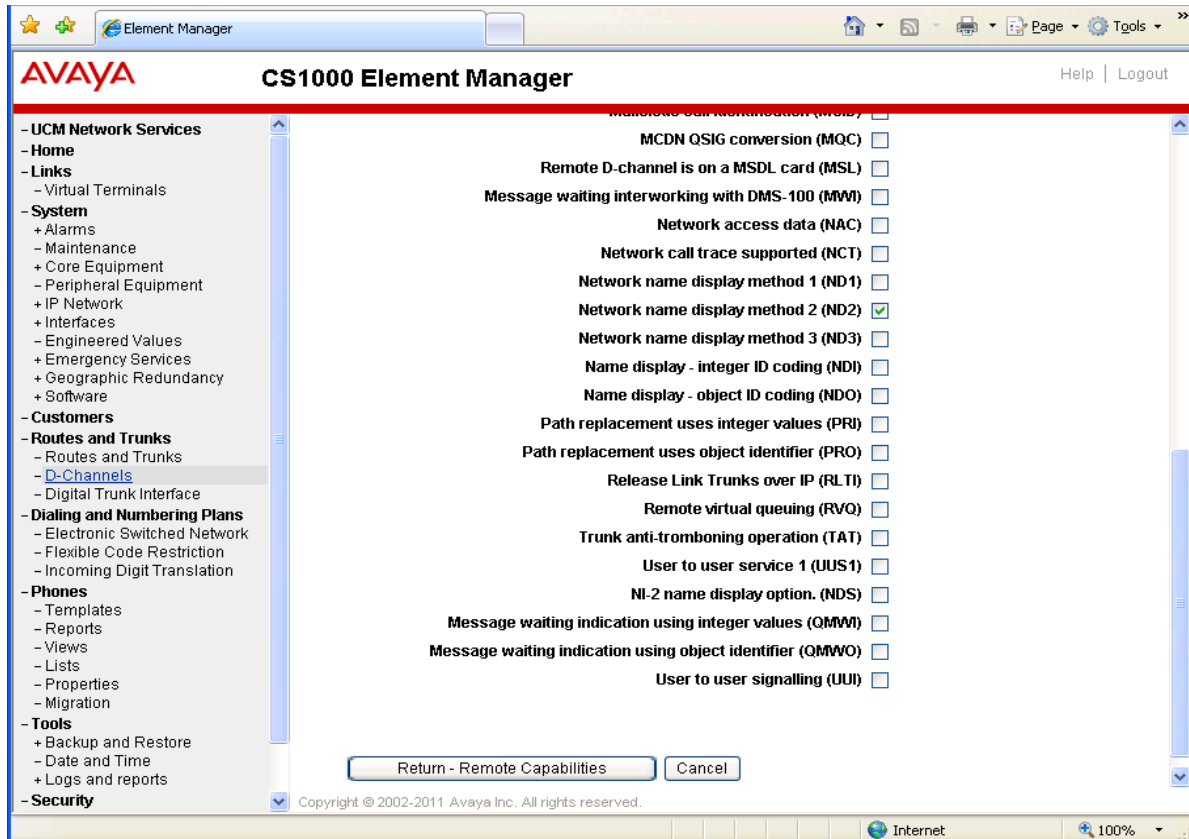 Element Manager
Page
Tools
»
AVAYA
CS1000 Element Manager
Help | Logout
- UCM Network Services
- Home
- Links
- Virtual Terminals
- System
+ Alarms
- Maintenance
+ Core Equipment
- Peripheral Equipment
+ IP Network
+ Interfaces
- Engineered Values
+ Emergency Services
+ Geographic Redundancy
+ Software
- Customers
- Routes and Trunks
- Routes and Trunks
- D-Channels
- Digital Trunk Interface
- Dialing and Numbering Plans
- Electronic Switched Network
- Flexible Code Restriction
- Incoming Digit Translation
- Phones
- Templates
- Reports
- Views
- Lists
- Properties
- Migration
- Tools
+ Backup and Restore
- Date and Time
+ Logs and reports
- Security
MCDN QSIG conversion (MQC)
Remote D-channel is on a MSDL card (MSL)
Message waiting interworking with DMS-100 (MWI)
Network access data (NAC)
Network call trace supported (NCT)
Network name display method 1 (ND1)
Network name display method 2 (ND2)
Network name display method 3 (ND3)
Name display - integer ID coding (NDI)
Name display - object ID coding (NDO)
Path replacement uses integer values (PRI)
Path replacement uses object identifier (PRO)
Release Link Trunks over IP (RLTI)
Remote virtual queuing (RVQ)
Trunk anti-tromboning operation (TAT)
User to user service 1 (UUS1)
NI-2 name display option. (NDS)
Message waiting indication using integer values (QMWI)
Message waiting indication using object identifier (QMWO)
User to user signalling (UUI)
Return - Remote Capabilities
Cancel
Copyright © 2002-2011 Avaya Inc. All rights reserved.
Internet
100%